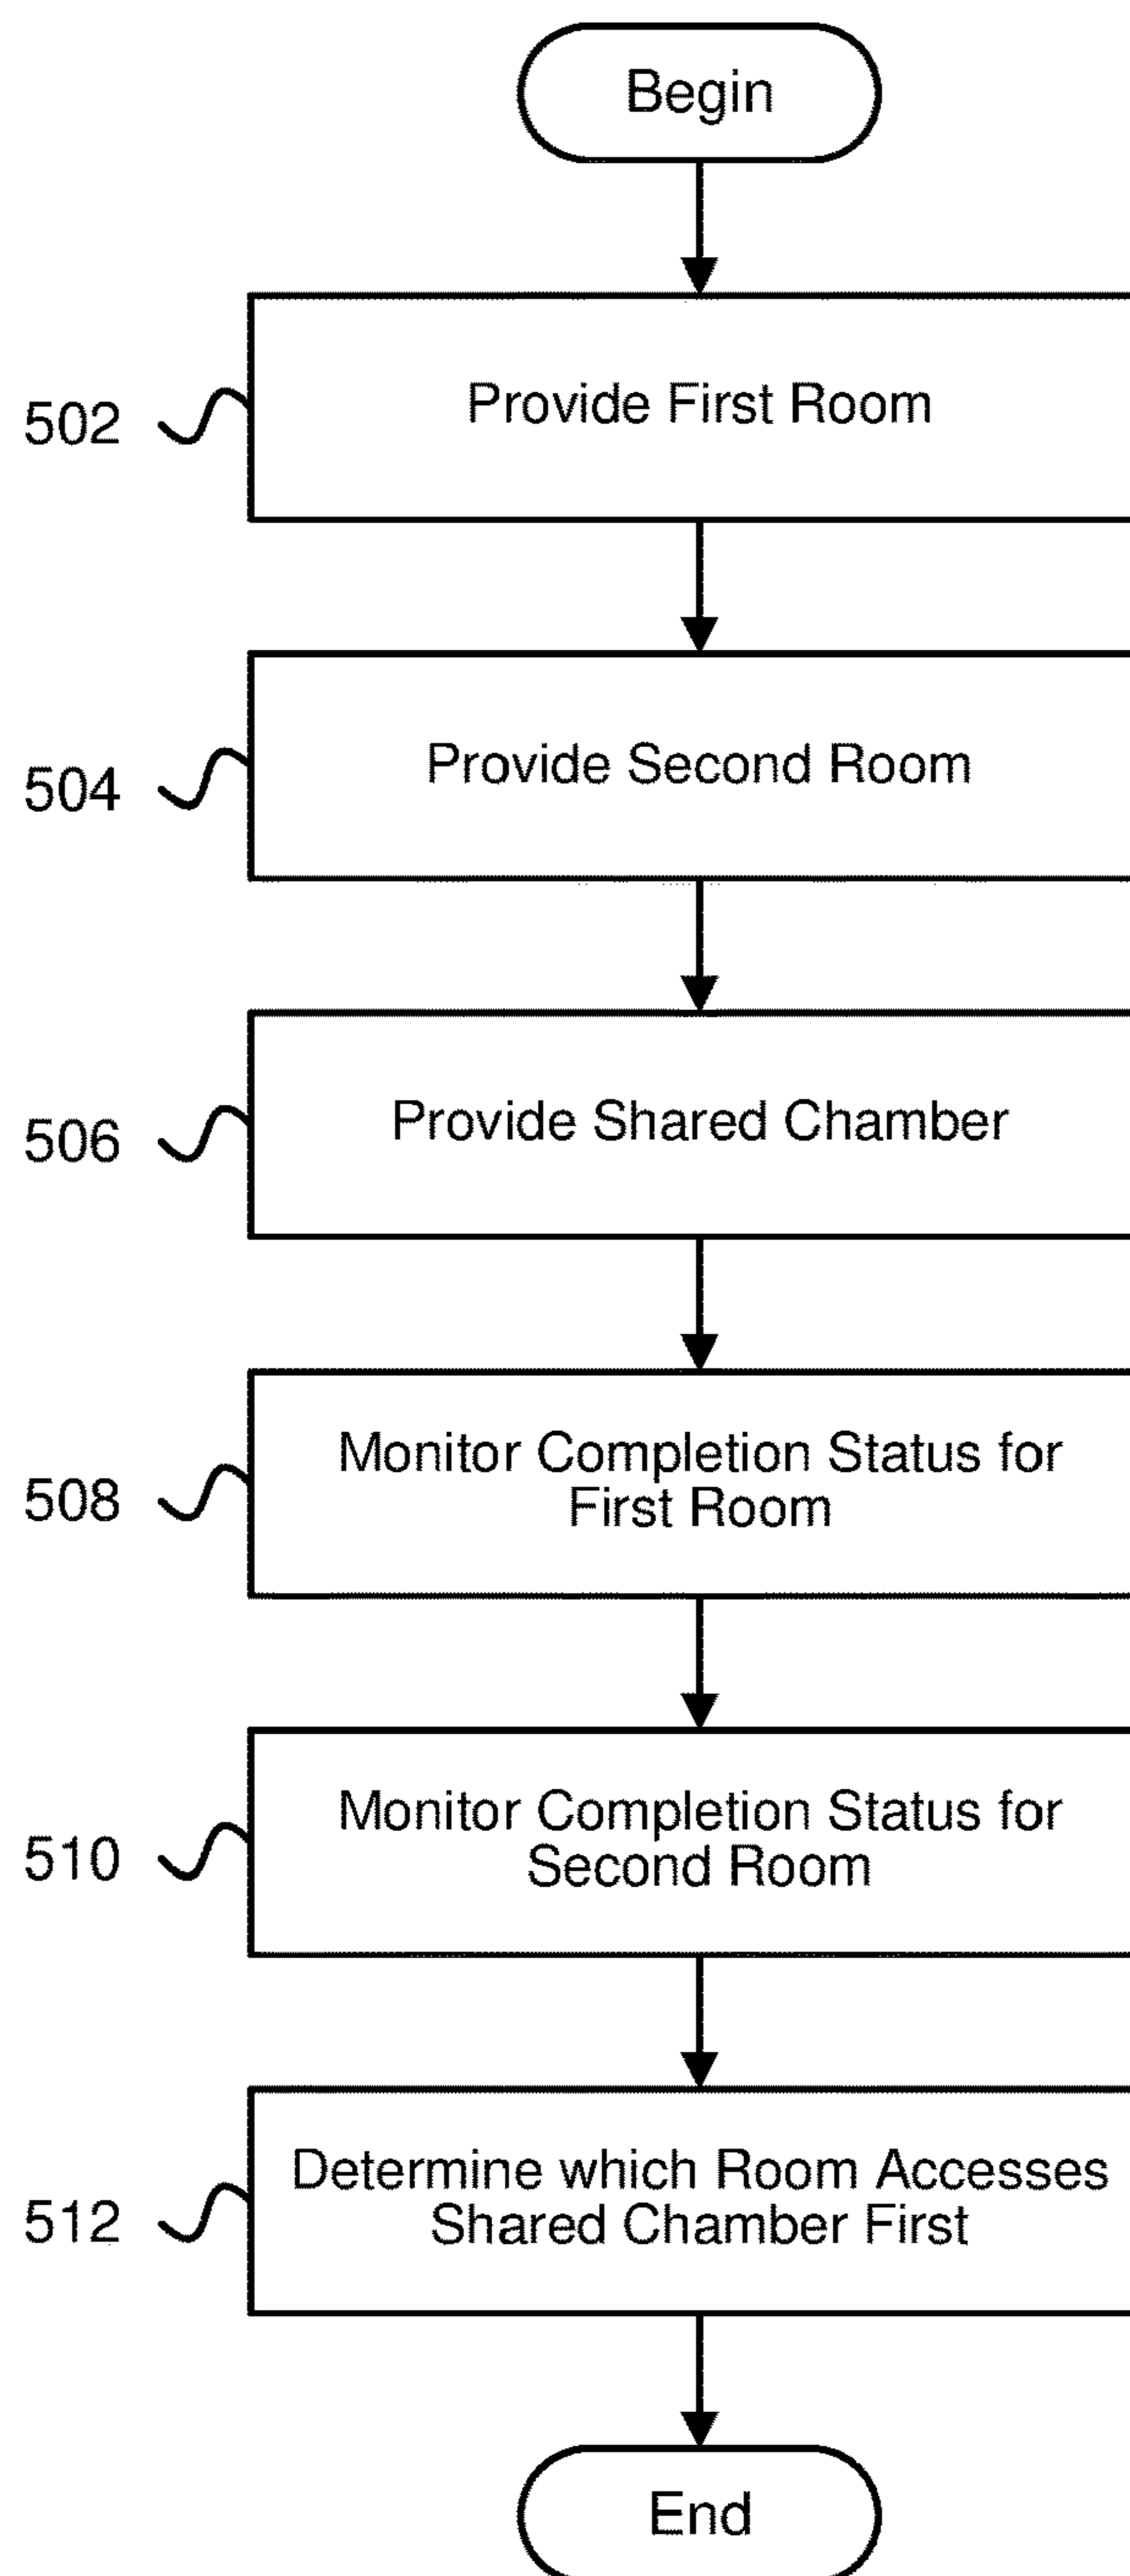 Begin
502
Provide First Room
504
Provide Second Room
506
Provide Shared Chamber
508
Monitor Completion Status for
First Room
510
Monitor Completion Status for
Second Room
512
Determine which Room Accesses
Shared Chamber First
End